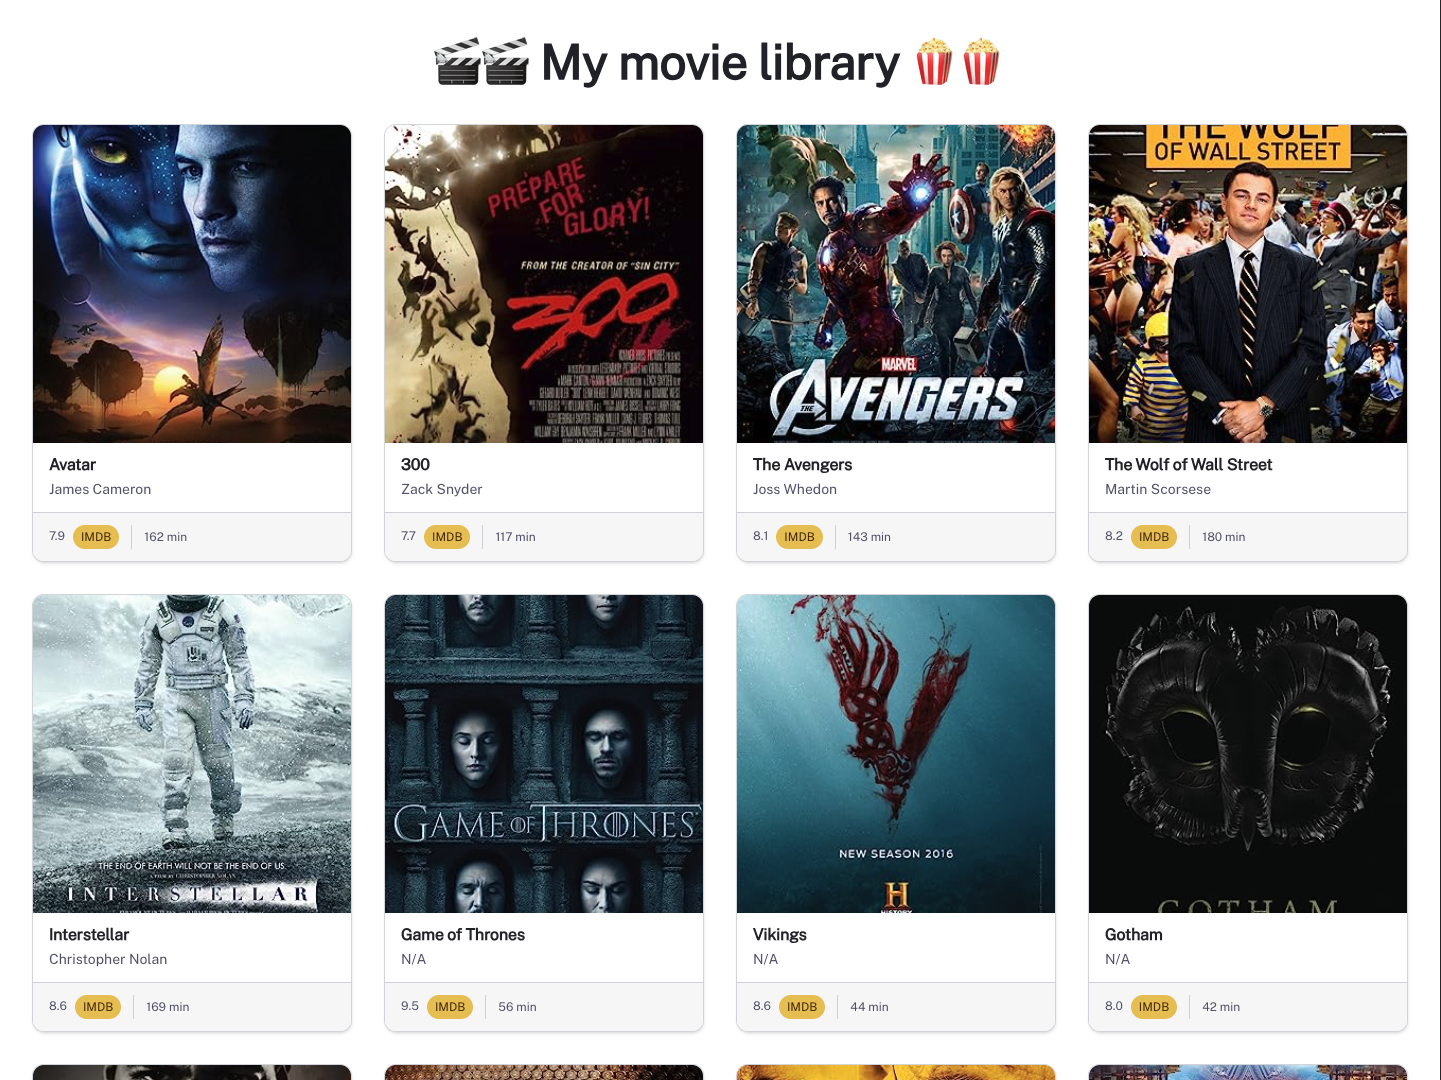 My movie library
PREPARE
FOR
GLORY!
FROM THE CREATOR OF "SIN CITY"
300
MARVEL
THE AVENGERS
THE WOLF
OF WALL STREET
Avatar
James Cameron
7.9 IMDB 162 min
300
Zack Snyder
7.7 IMDB 117 min
The Avengers
Joss Whedon
8.1 IMDB 143 min
The Wolf of Wall Street
Martin Scorsese
8.2 IMDB 180 min
THE END OF EARTH WILL NOT BE THE END OF US
A FILM BY CHRISTOPHER NOLAN
INTERSTELLAR
GAME OF THRONES
NEW SEASON 2016
H
HISTORY
GOTHAM
Interstellar
Christopher Nolan
8.6 IMDB 169 min
Game of Thrones
N/A
9.5 IMDB 56 min
Vikings
N/A
8.6 IMDB 44 min
Gotham
N/A
8.0 IMDB 42 min